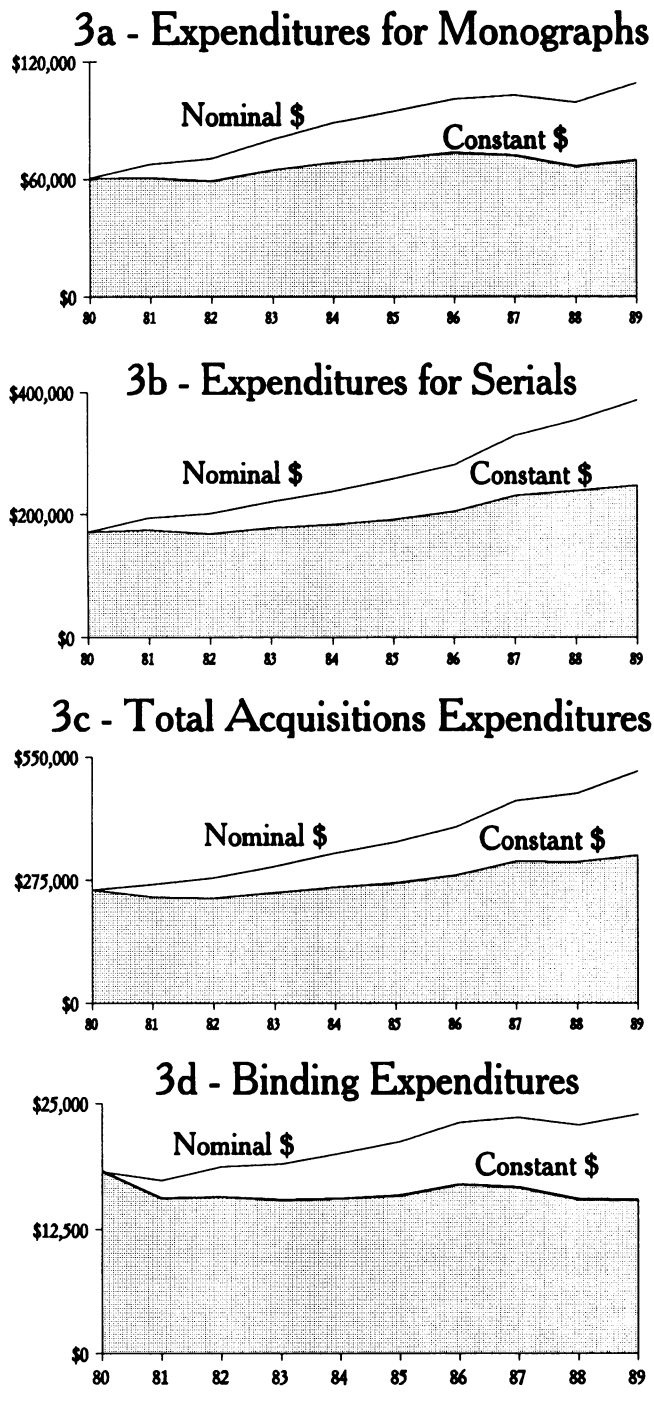 3a - Expenditures for Monographs
$120,000
Nominal $
Constant $
$60,000
$0
80 81 82 83 84 85 86 87 88 89
3b - Expenditures for Serials
$400,000
Nominal $
Constant $
$200,000
$0
80 81 82 83 84 85 86 87 88 89
3c - Total Acquisitions Expenditures
$550,000
Nominal $
Constant $
$275,000
$0
80 81 82 83 84 85 86 87 88 89
3d - Binding Expenditures
$25,000
Nominal $
Constant $
$12,500
$0
80 81 82 83 84 85 86 87 88 89